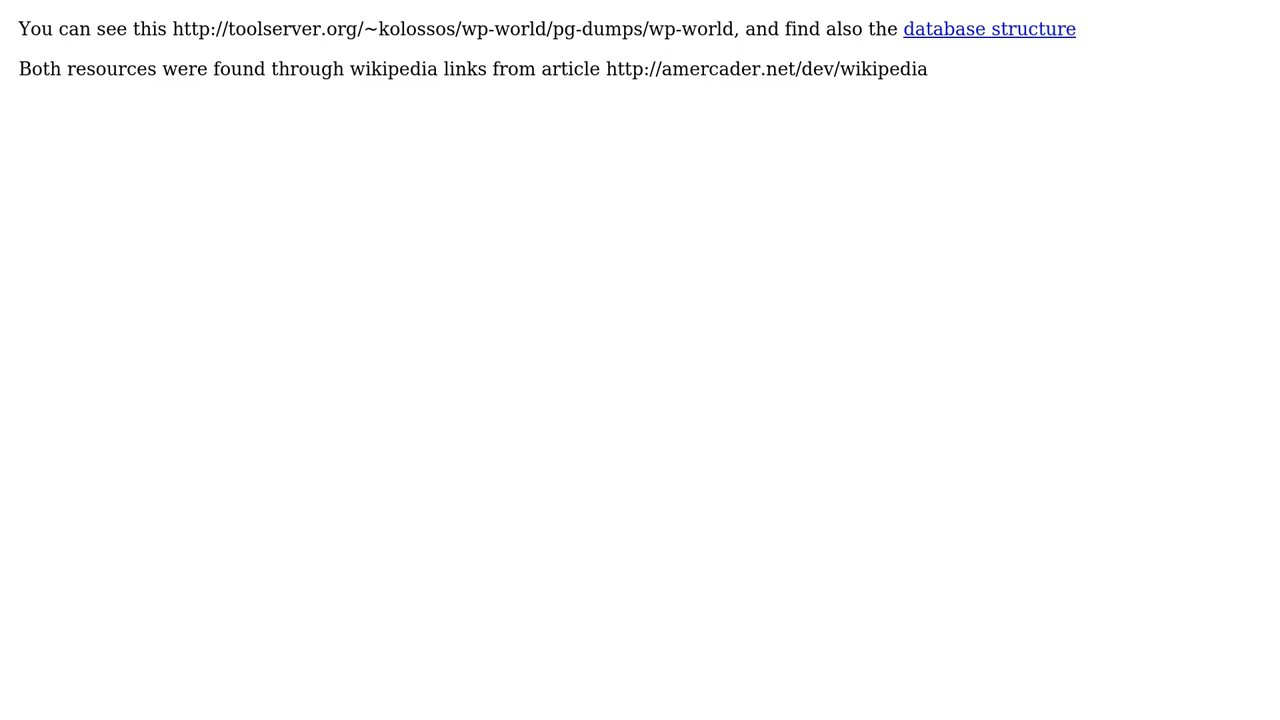 You can see this http://toolserver.org/~kolossos/wp-world/pg-dumps/wp-world, and find also the database structure
Both resources were found through wikipedia links from article http://amercader.net/dev/wikipedia